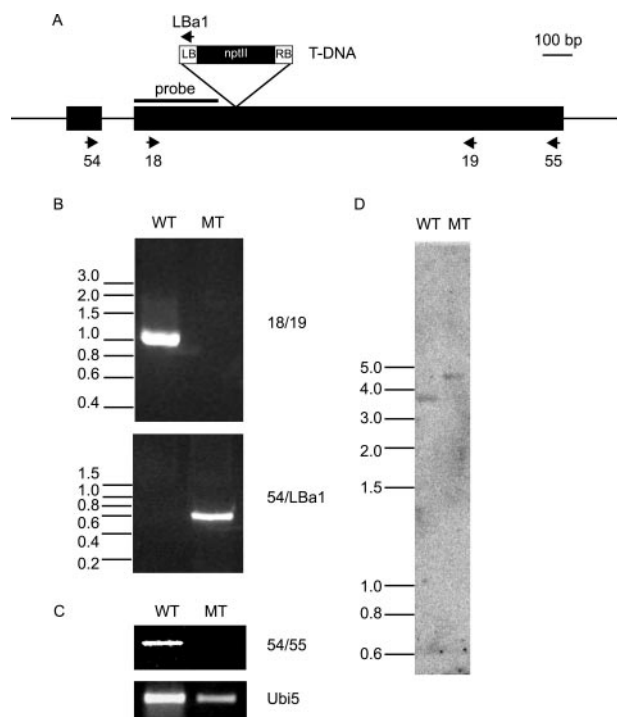 A
LBa1
LB nptII RB
T-DNA
100 bp
probe
54 18 19 55
B
WT MT
3.0
2.0
1.5
1.0
0.8
0.6
0.4
18/19
1.5
1.0
0.8
0.6
0.4
0.2
54/LBa1
C
WT MT
54/55
Ubi5
D
WT MT
5.0
4.0
3.0
2.0
1.5
1.0
0.8
0.6